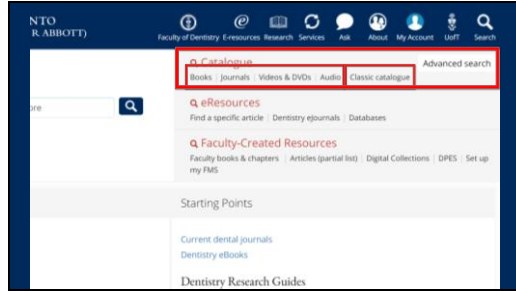 NTO
R. ABBOTT)
Faculty of Dentistry E-resources Research Services Ask About My Account UofT Search
Catalogue Advanced search
Books | Journals | Videos & DVDs | Audio | Classic catalogue
ore
eResources
Find a specific article | Dentistry eJournals | Databases
Faculty-Created Resources
Faculty books & chapters | Articles (partial list) | Digital Collections | DPES | Set up
my FMS
Starting Points
Current dental journals
Dentistry eBooks
Dentistry Research Guides